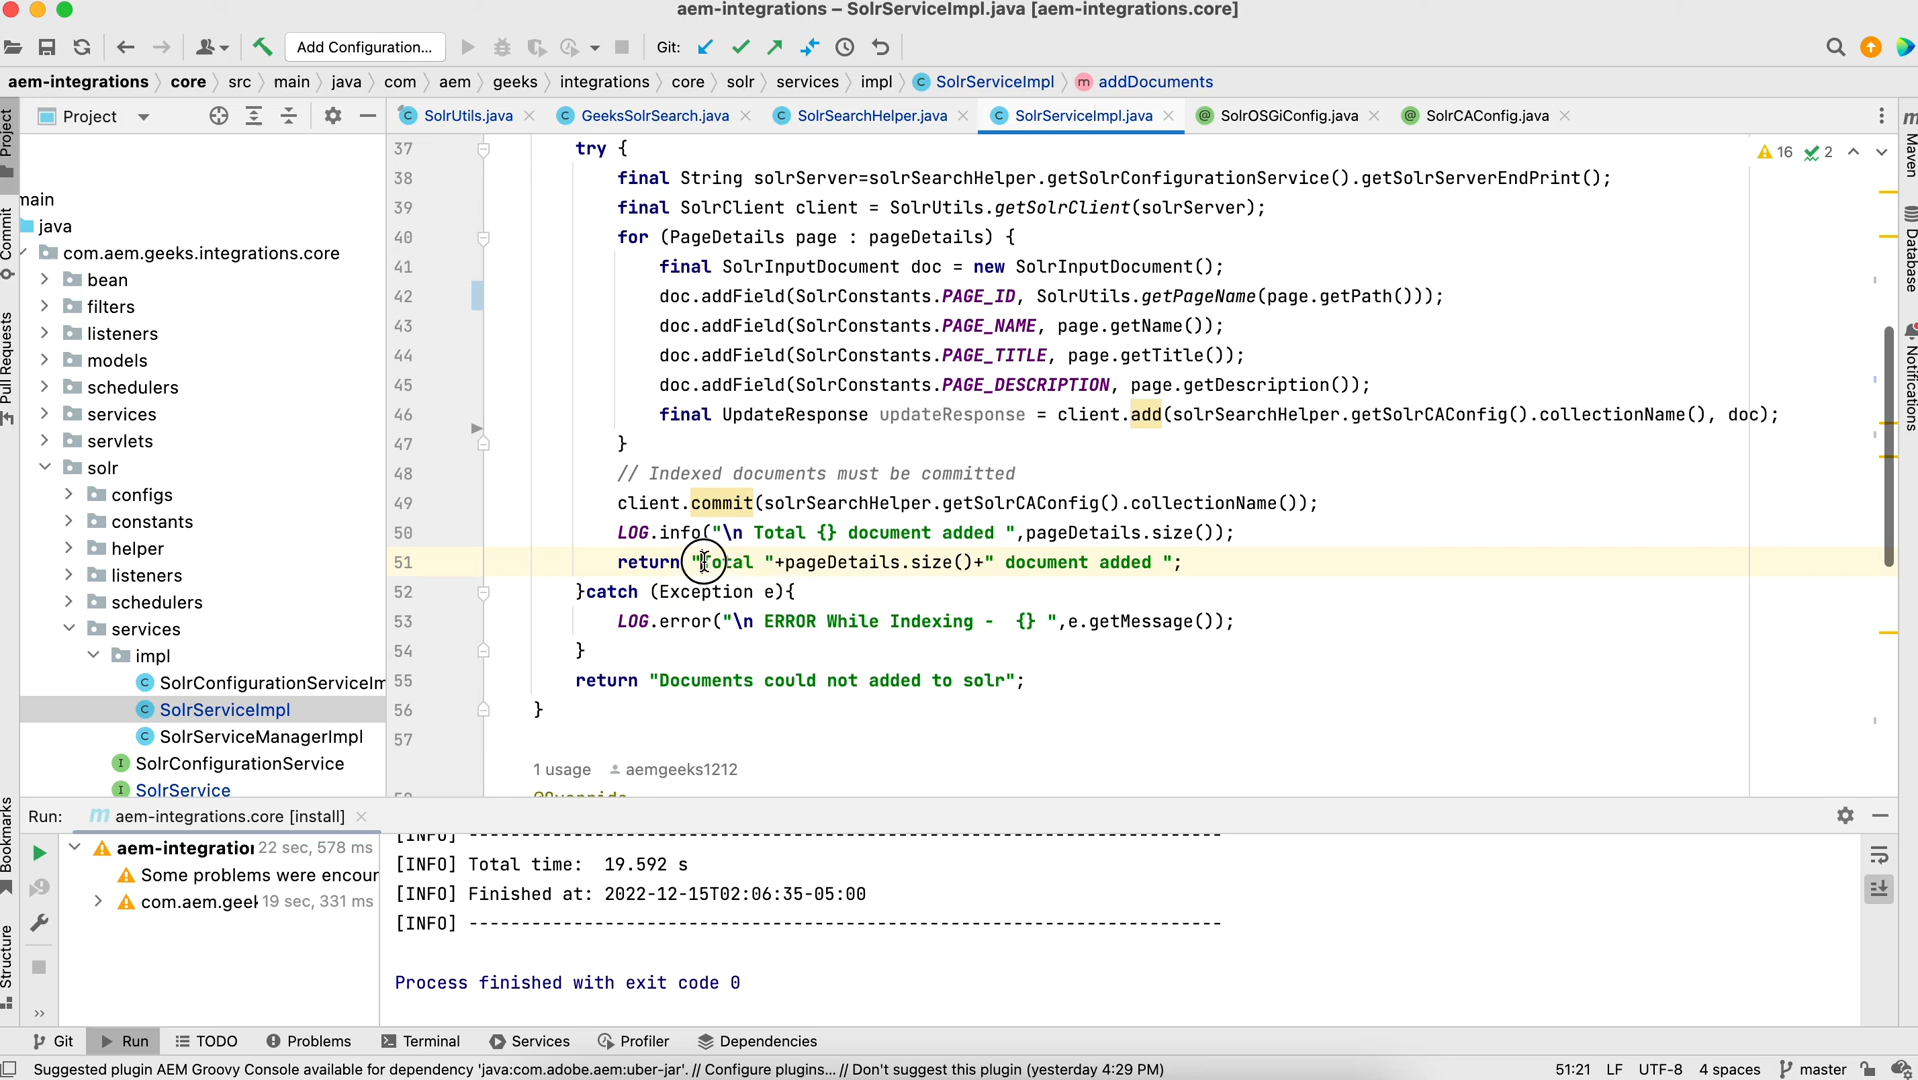 aem-integrations – SolrServiceImpl.java [aem-integrations.core]
Add Configuration...
Git:
aem-integrations core src main java com aem geeks integrations core solr services impl SolrServiceImpl addDocuments
Project
SolrUtils.java GeeksSolrSearch.java SolrSearchHelper.java SolrServiceImpl.java SolrOSGiConfig.java SolrCAConfig.java
Project
Commit
Pull Requests
Bookmarks
Structure
Maven
Database
Notifications
main
java
com.aem.geeks.integrations.core
bean
filters
listeners
models
schedulers
services
servlets
solr
configs
constants
helper
listeners
schedulers
services
impl
SolrConfigurationServiceIm
SolrServiceImpl
SolrServiceManagerImpl
SolrConfigurationService
SolrService
16 2
37 try {
38 final String solrServer=solrSearchHelper.getSolrConfigurationService().getSolrServerEndPrint();
39 final SolrClient client = SolrUtils.getSolrClient(solrServer);
40 for (PageDetails page : pageDetails) {
41 final SolrInputDocument doc = new SolrInputDocument();
42 doc.addField(SolrConstants.PAGE_ID, SolrUtils.getPageName(page.getPath()));
43 doc.addField(SolrConstants.PAGE_NAME, page.getName());
44 doc.addField(SolrConstants.PAGE_TITLE, page.getTitle());
45 doc.addField(SolrConstants.PAGE_DESCRIPTION, page.getDescription());
46 final UpdateResponse updateResponse = client.add(solrSearchHelper.getSolrCAConfig().collectionName(), doc);
47 }
48 // Indexed documents must be committed
49 client.commit(solrSearchHelper.getSolrCAConfig().collectionName());
50 LOG.info("\n Total {} document added ",pageDetails.size());
51 return "Total "+pageDetails.size()+" document added ";
52 }catch (Exception e){
53 LOG.error("\n ERROR While Indexing -  {} ",e.getMessage());
54 }
55 return "Documents could not added to solr";
56 }
57
1 usage aemgeeks1212
58 @Override
Run: aem-integrations.core [install]
aem-integration 22 sec, 578 ms
Some problems were encour
com.aem.geek 19 sec, 331 ms
[INFO] ------------------------------------------------------------------------
[INFO] Total time:  19.592 s
[INFO] Finished at: 2022-12-15T02:06:35-05:00
[INFO] ------------------------------------------------------------------------
Process finished with exit code 0
Git Run TODO Problems Terminal Services Profiler Dependencies
Suggested plugin AEM Groovy Console available for dependency 'java:com.adobe.aem:uber-jar'. // Configure plugins... // Don't suggest this plugin (yesterday 4:29 PM) 51:21 LF UTF-8 4 spaces master